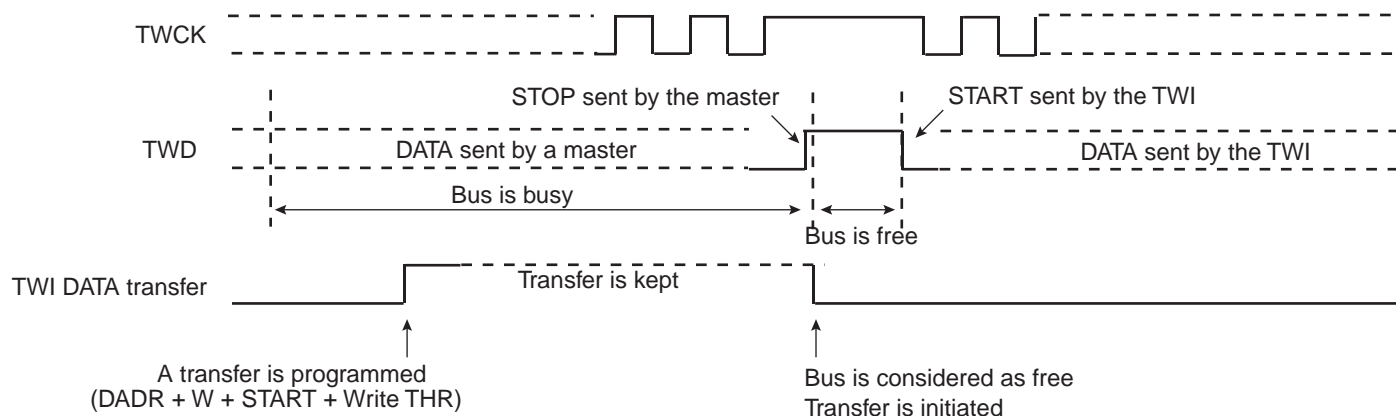 TWCK
STOP sent by the master
START sent by the TWI
TWD
DATA sent by a master
DATA sent by the TWI
Bus is busy
Bus is free
TWI DATA transfer
Transfer is kept
A transfer is programmed
(DADR + W + START + Write THR)
Bus is considered as free
Transfer is initiated